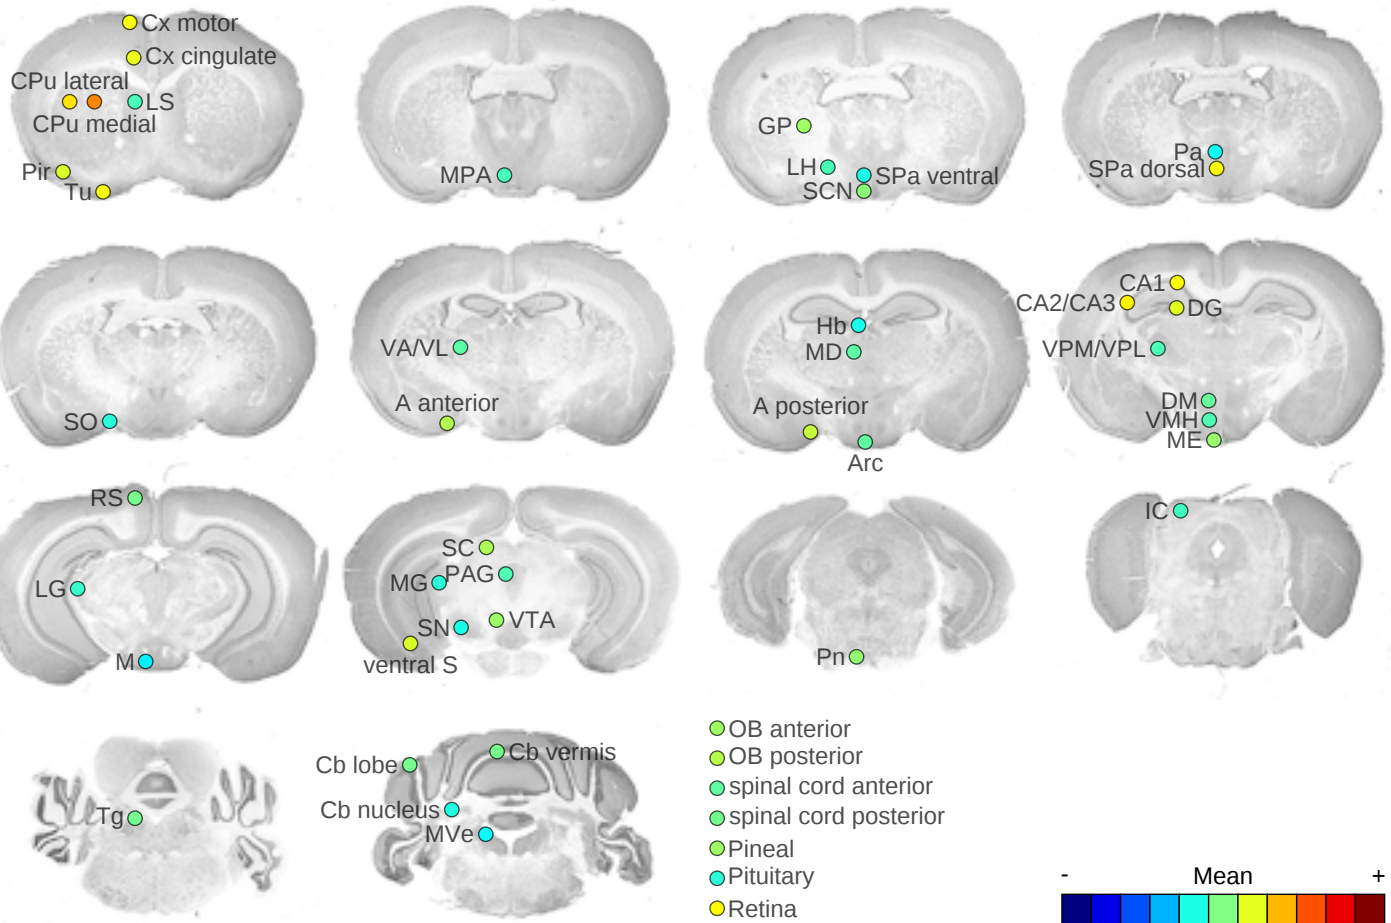 Cx motor
Cx cingulate
CPu lateral
LS
CPu medial
Pir
Tu
MPA
GP
LH
SPa ventral
SCN
Pa
SPa dorsal
SO
VA/VL
A anterior
Hb
MD
A posterior
Arc
CA1
CA2/CA3
DG
VPM/VPL
DM
VMH
ME
RS
LG
M
SC
MG
PAG
SN
VTA
ventral S
Pn
IC
Tg
Cb lobe
Cb vermis
Cb nucleus
MVe
OB anterior
OB posterior
spinal cord anterior
spinal cord posterior
Pineal
Pituitary
Retina
- Mean +